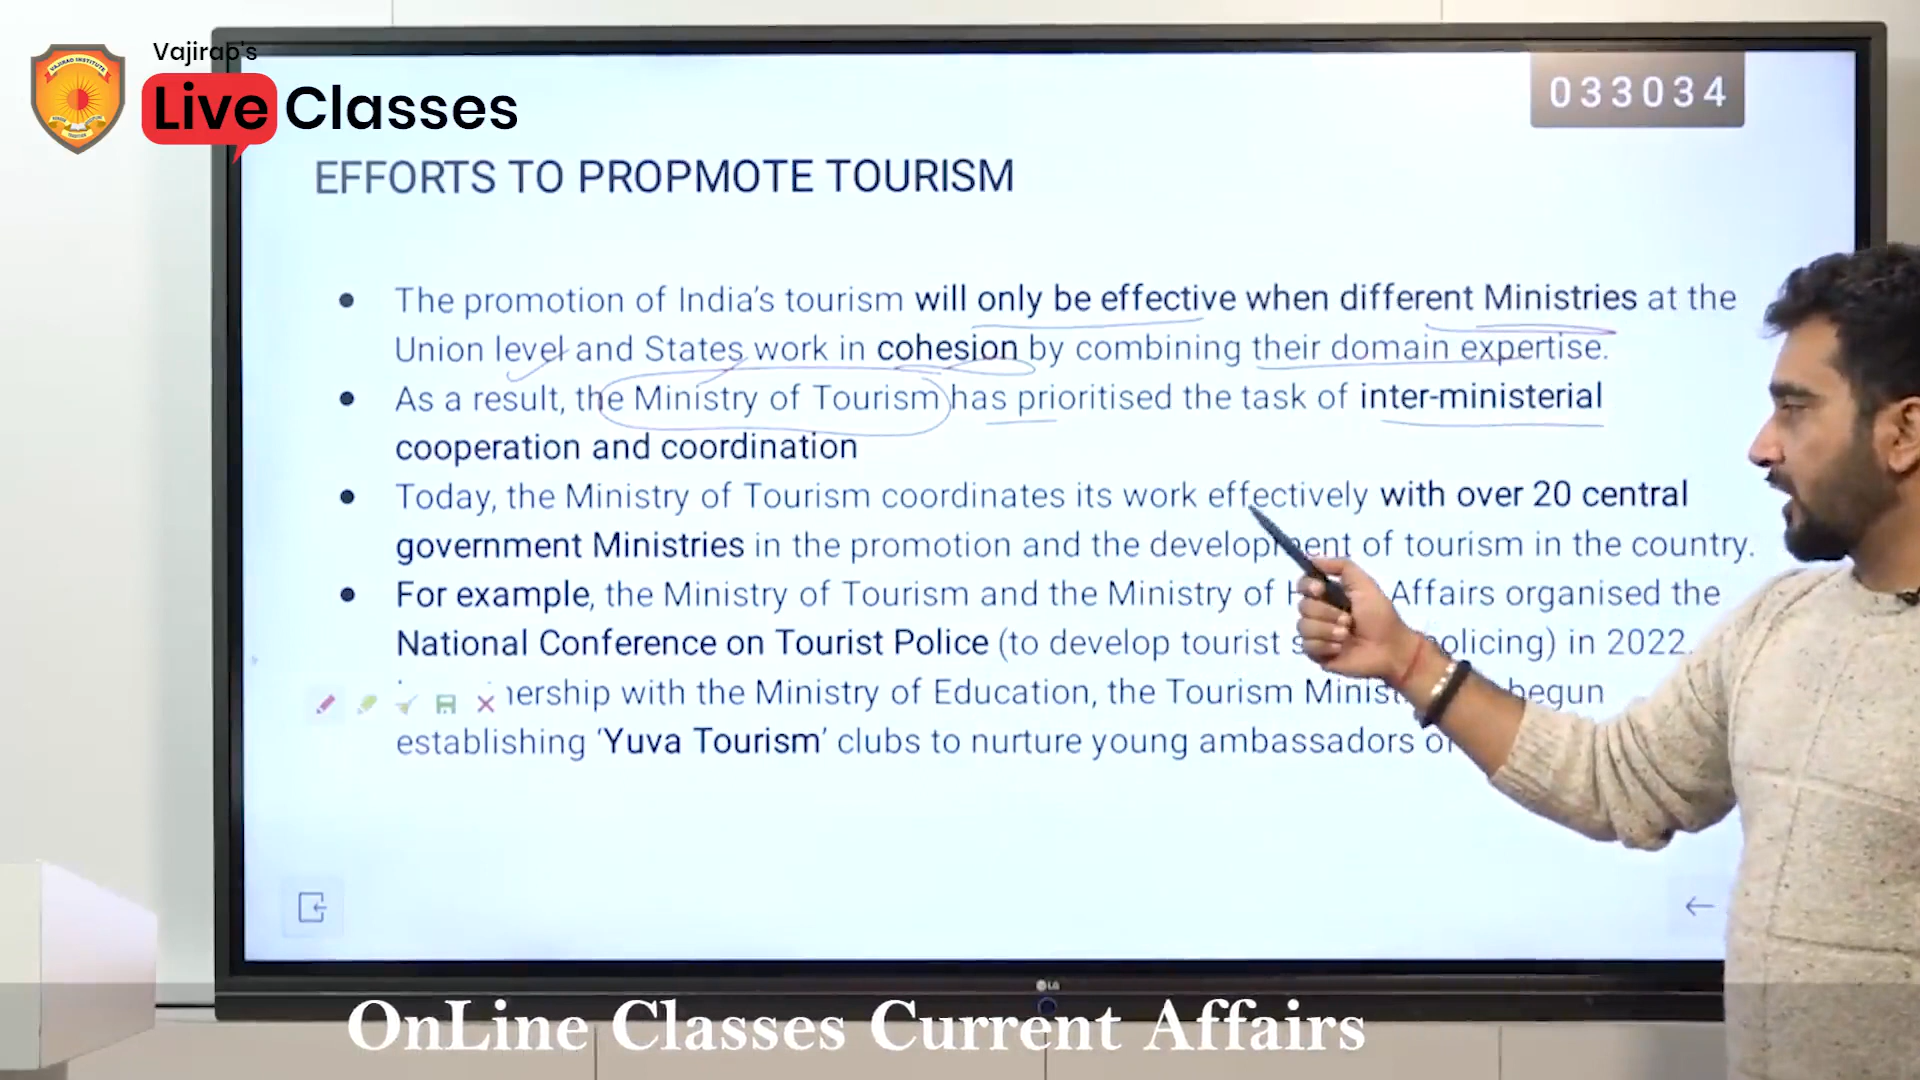 Vajirao's
Live Classes
VAJIRAO INSTITUTE
033034
EFFORTS TO PROPMOTE TOURISM
The promotion of India's tourism will only be effective when different Ministries at the
Union level and States work in cohesion by combining their domain expertise.
As a result, the Ministry of Tourism has prioritised the task of inter-ministerial
cooperation and coordination
Today, the Ministry of Tourism coordinates its work effectively with over 20 central
government Ministries in the promotion and the development of tourism in the country.
For example, the Ministry of Tourism and the Ministry of Affairs organised the
National Conference on Tourist Police (to develop tourist olicing) in 2022.
nership with the Ministry of Education, the Tourism Minist begun
establishing 'Yuva Tourism' clubs to nurture young ambassadors of
LG
OnLine Classes Current Affairs